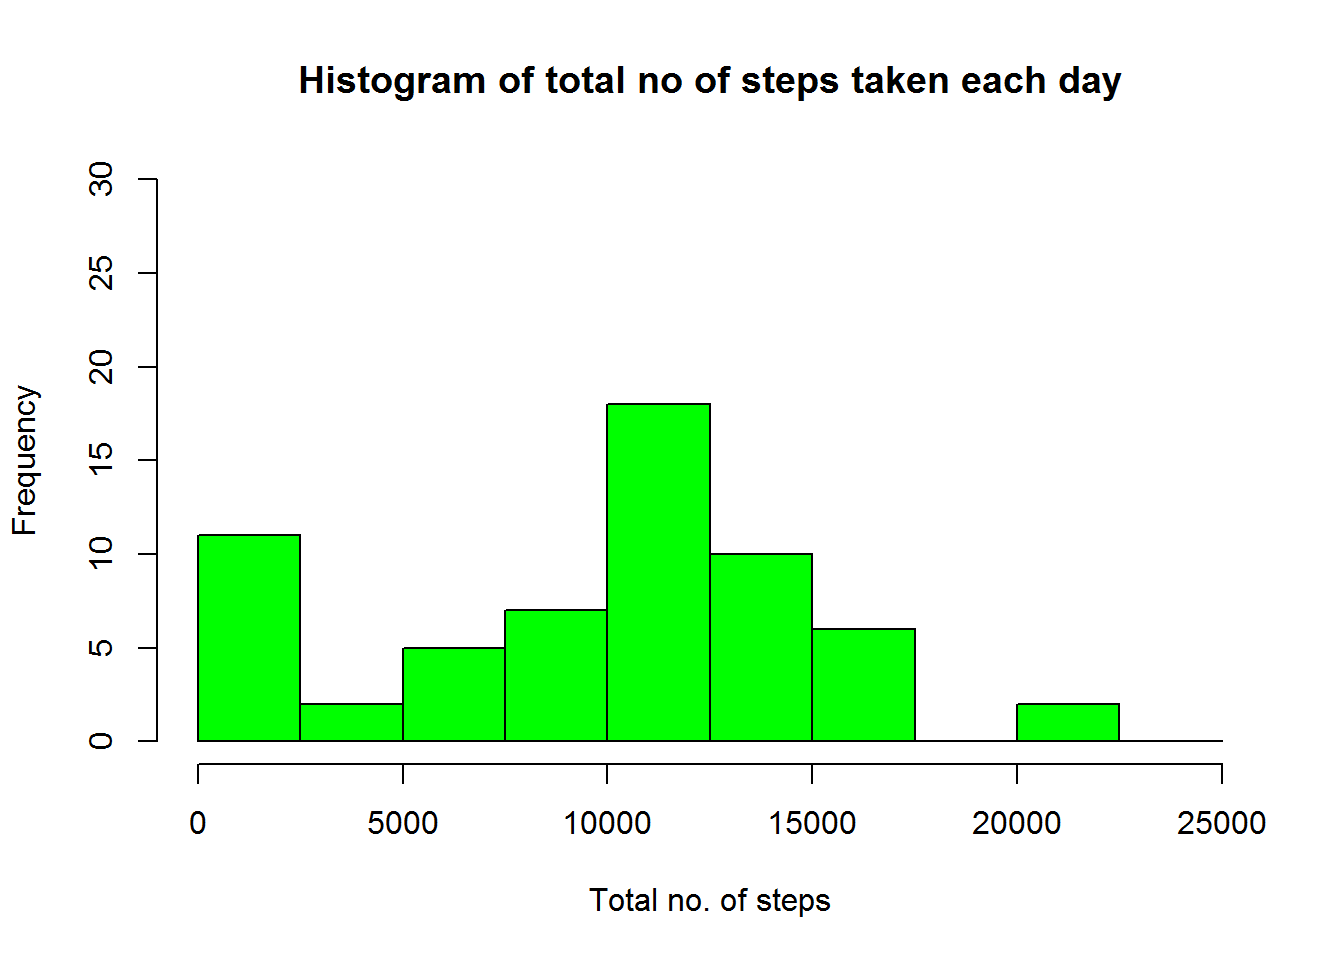 Histogram of total no of steps taken each day
30
25
20
15
10
5
0
Frequency
0 5000 10000 15000 20000 25000
Total no. of steps